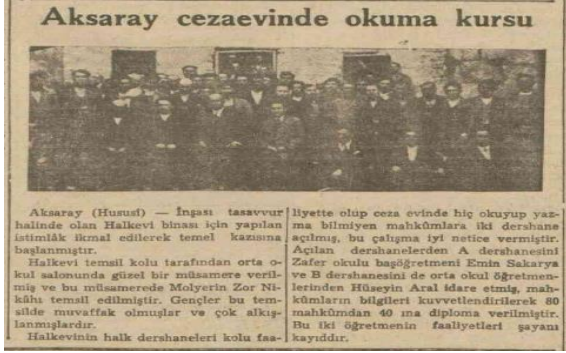 Aksaray cezaevinde okuma kursu
Aksaray (Hususî) — İnşası tasavvur
halinde olan Halkevi binası için yapılan
istimlâk ikmal edilerek temel kazısına
başlanmıştır.
Halkevi temsil kolu tarafından orta o-
kul salonunda güzel bir müsamere veril-
miş ve bu müsamerede Molyerin Zor Ni-
kâhı temsil edilmiştir. Gençler bu tem-
silde muvaffak olmuşlar ve çok alkış-
lanmışlardır.
Halkevinin halk dershaneleri kolu faa-
liyette olup ceza evinde hiç okuyup yaz-
ma bilmiyen mahkûmlara iki dershane
açılmış, bu çalışma iyi netice vermiştir.
Açılan dershanelerden A dershanesini
Zafer okulu başöğretmeni Emin Sakarya
ve B dershanesini de orta okul öğretmen-
lerinden Hüseyin Aral idare etmiş, mah-
kûmların bilgileri kuvvetlendirilerek 80
mahkûmdan 40 ına diploma verilmiştir.
Bu iki öğretmenin faaliyetleri şayanı
kayıddır.